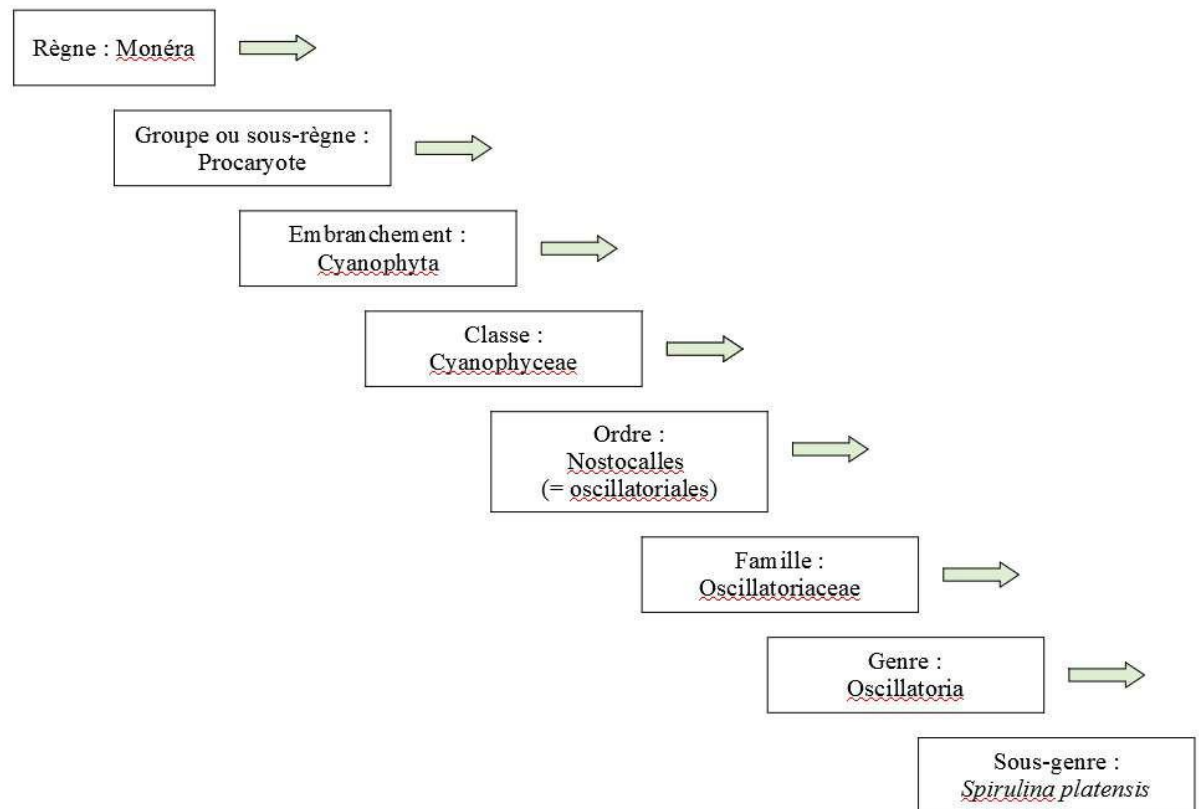 Règne : Monéra
Groupe ou sous-règne :
Procaryote
Embranchement :
Cyanophyta
Classe :
Cyanophyceae
Ordre :
Nostocalles
(= oscillatoriales)
Famille :
Oscillatoriaceae
Genre :
Oscillatoria
Sous-genre :
Spirulina platensis